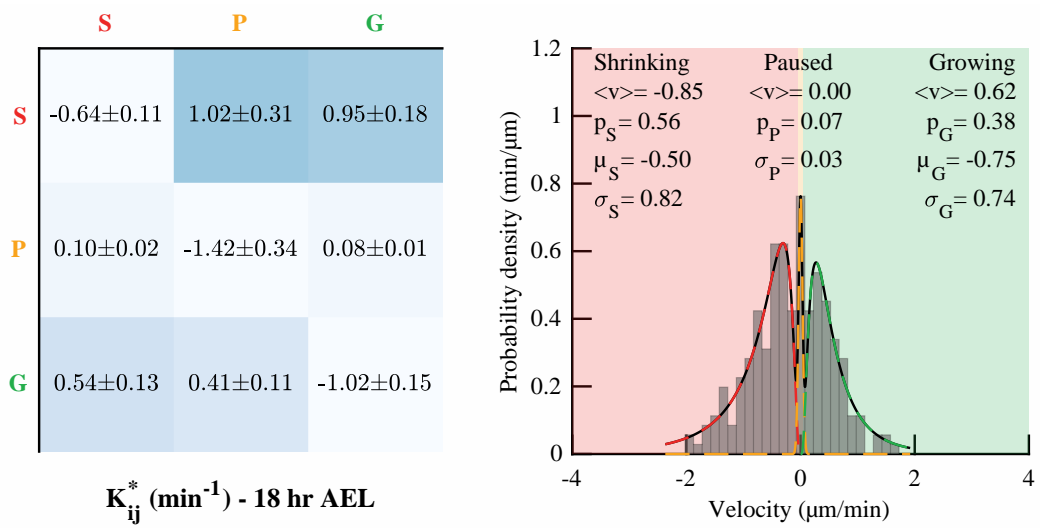 S P G
S -0.64±0.11 1.02±0.31 0.95±0.18
P 0.10±0.02 -1.42±0.34 0.08±0.01
G 0.54±0.13 0.41±0.11 -1.02±0.15
K*ij (min-1) - 18 hr AEL
Shrinking Paused Growing
<v>= -0.85 <v>= 0.00 <v>= 0.62
pS= 0.56 pP= 0.07 pG= 0.38
μS= -0.50 σP= 0.03 μG= -0.75
σS= 0.82 σG= 0.74
Probability density (min/μm)
1.2
1
0.8
0.6
0.4
0.2
0
-4 -2 0 2 4
Velocity (μm/min)